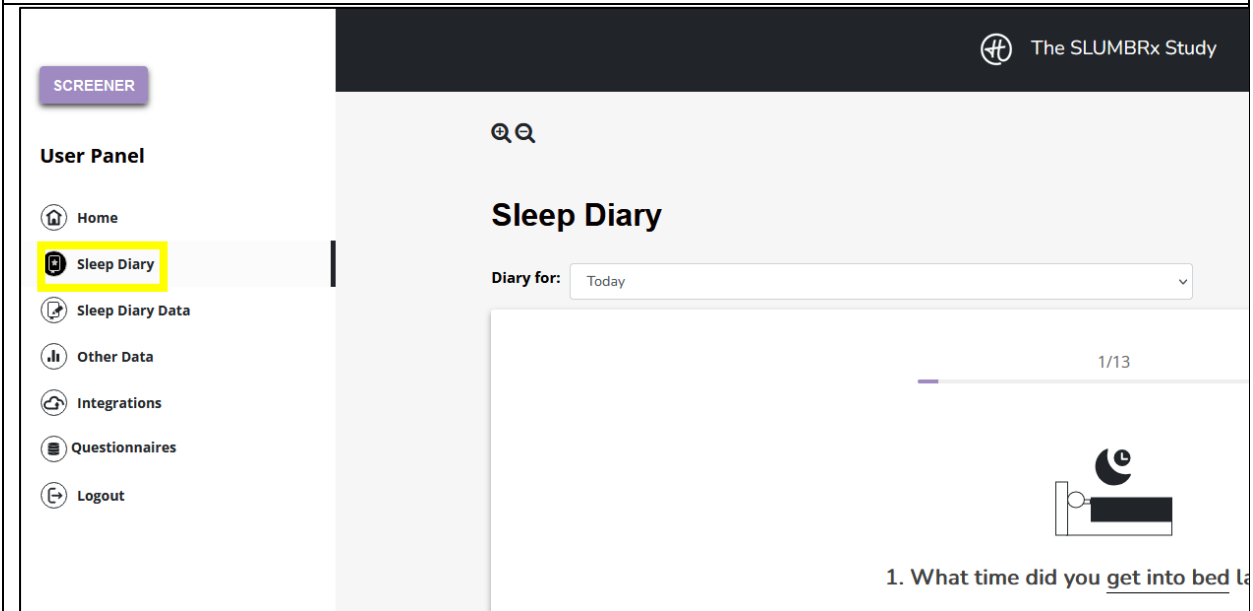 The SLUMBRx Study
SCREENER
User Panel
Home
Sleep Diary
Sleep Diary Data
Other Data
Integrations
Questionnaires
Logout
Sleep Diary
Diary for: Today
1/13
1. What time did you get into bed